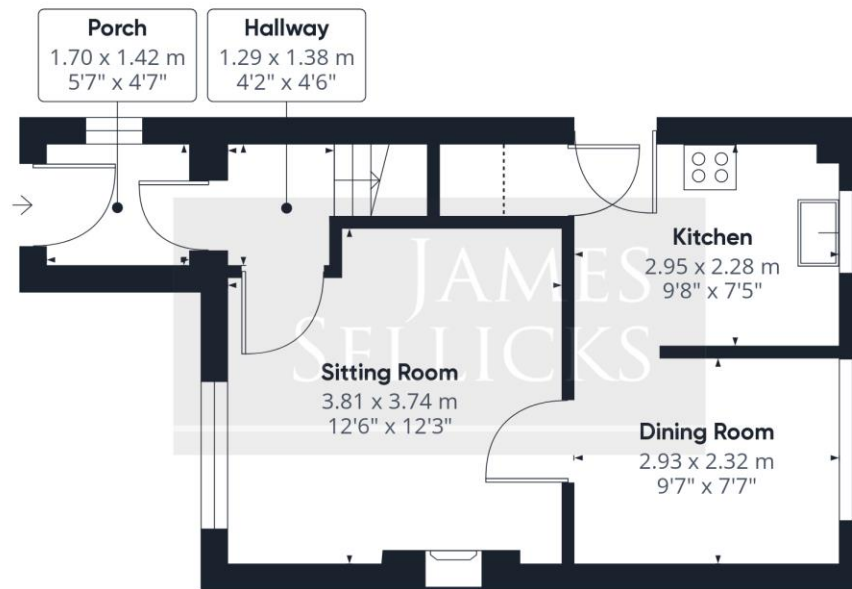 Porch
1.70 x 1.42 m
5'7" x 4'7"
Hallway
1.29 x 1.38 m
4'2" x 4'6"
Kitchen
2.95 x 2.28 m
9'8" x 7'5"
JAMES
SELLICKS
Sitting Room
3.81 x 3.74 m
12'6" x 12'3"
Dining Room
2.93 x 2.32 m
9'7" x 7'7"